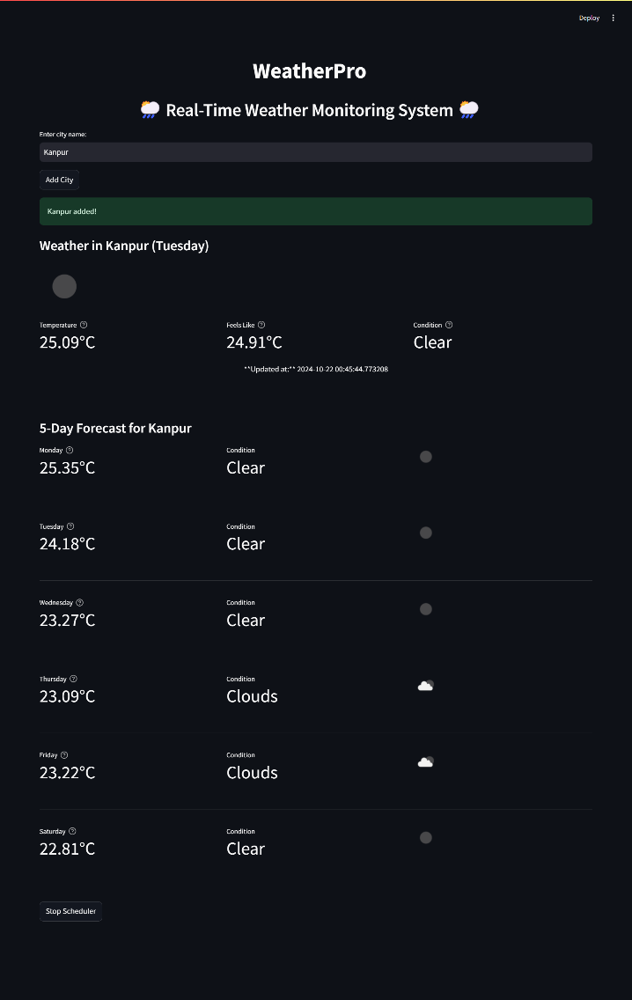 Deploy
WeatherPro
Real-Time Weather Monitoring System
Enter city name:
Kanpur
Add City
Kanpur added!
Weather in Kanpur (Tuesday)
Temperature Feels Like Condition
25.09°C 24.91°C Clear
**Updated at:** 2024-10-22 00:45:44.773208
5-Day Forecast for Kanpur
Monday Condition
25.35°C Clear
Tuesday Condition
24.18°C Clear
Wednesday Condition
23.27°C Clear
Thursday Condition
23.09°C Clouds
Friday Condition
23.22°C Clouds
Saturday Condition
22.81°C Clear
Stop Scheduler